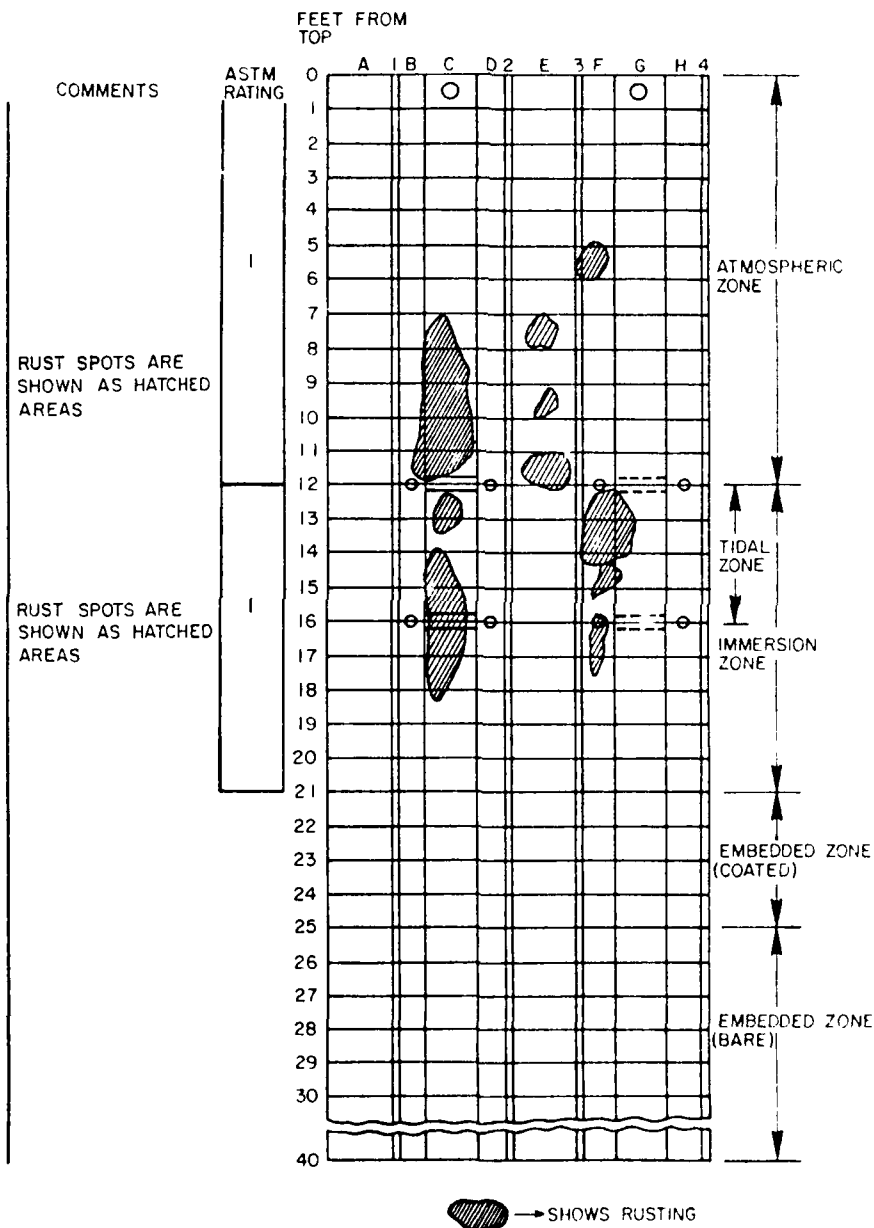 FEET FROM
TOP
COMMENTS
ASTM
RATING
A 1 B C D 2 E 3 F G H 4
0
1
2
3
4
5
6
7
8
9
10
11
12
13
14
15
16
17
18
19
20
21
22
23
24
25
26
27
28
29
30
40
I
I
RUST SPOTS ARE
SHOWN AS HATCHED
AREAS
RUST SPOTS ARE
SHOWN AS HATCHED
AREAS
ATMOSPHERIC
ZONE
TIDAL
ZONE
IMMERSION
ZONE
EMBEDDED ZONE
(COATED)
EMBEDDED ZONE
(BARE)
SHOWS RUSTING